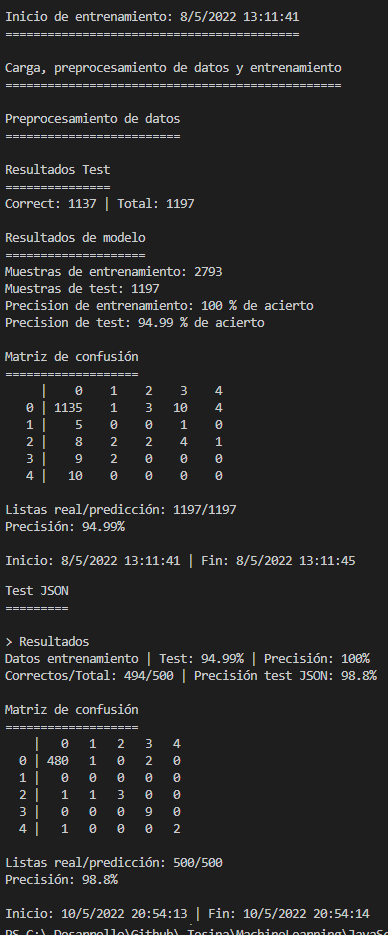 Inicio de entrenamiento: 8/5/2022 13:11:41
==========================================

Carga, preprocesamiento de datos y entrenamiento
================================================

Preprocesamiento de datos
=========================

Resultados Test
===============
Correct: 1137 | Total: 1197

Resultados de modelo
====================
Muestras de entrenamiento: 2793
Muestras de test: 1197
Precision de entrenamiento: 100 % de acierto
Precision de test: 94.99 % de acierto

Matriz de confusión
===================
     |    0    1    2    3    4
   0 | 1135    1    3   10    4
   1 |    5    0    0    1    0
   2 |    8    2    2    4    1
   3 |    9    2    0    0    0
   4 |   10    0    0    0    0

Listas real/predicción: 1197/1197
Precisión: 94.99%

Inicio: 8/5/2022 13:11:41 | Fin: 8/5/2022 13:11:45

Test JSON
=========

> Resultados
Datos entrenamiento | Test: 94.99% | Precisión: 100%
Correctos/Total: 494/500 | Precisión test JSON: 98.8%

Matriz de confusión
===================
    |   0   1   2   3   4
  0 | 480   1   0   2   0
  1 |   0   0   0   0   0
  2 |   1   1   3   0   0
  3 |   0   0   0   9   0
  4 |   1   0   0   0   2

Listas real/predicción: 500/500
Precisión: 98.8%

Inicio: 10/5/2022 20:54:13 | Fin: 10/5/2022 20:54:14